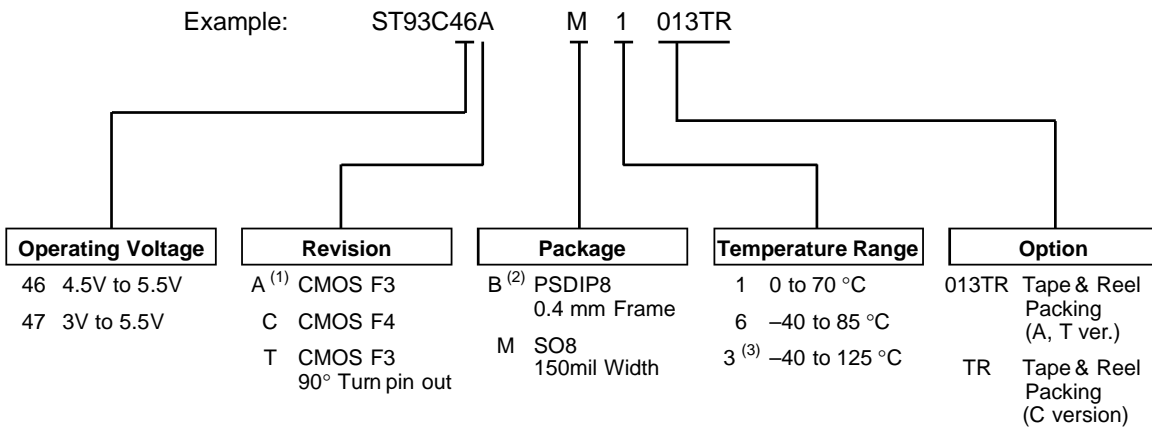 Example: ST93C46A M 1 013TR
Operating Voltage
46 4.5V to 5.5V
47 3V to 5.5V
Revision
A (1) CMOS F3
C CMOS F4
T CMOS F3
90° Turn pin out
Package
B (2) PSDIP8
0.4 mm Frame
M SO8
150mil Width
Temperature Range
1 0 to 70 °C
6 –40 to 85 °C
3 (3) –40 to 125 °C
Option
013TR Tape & Reel
Packing
(A, T ver.)
TR Tape & Reel
Packing
(C version)